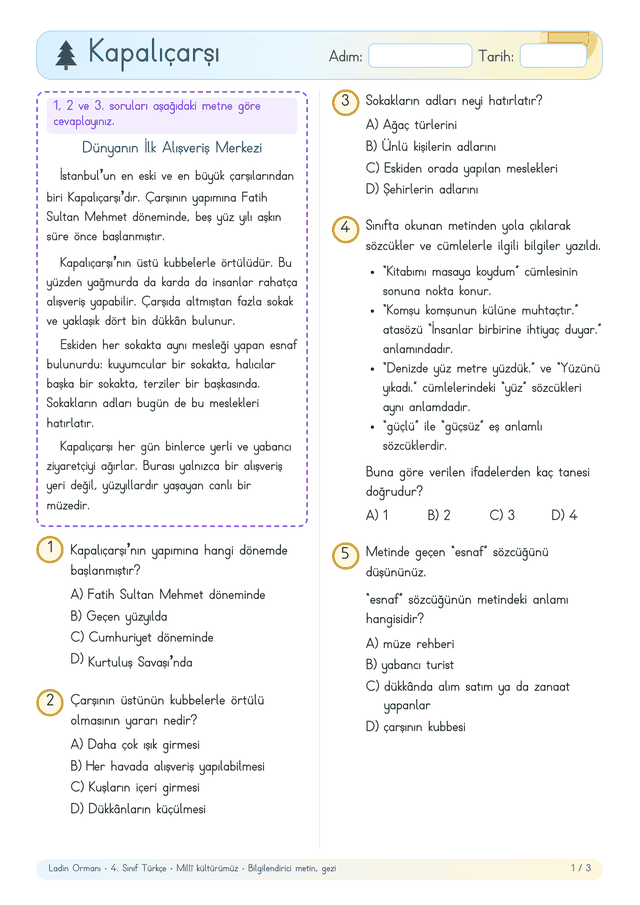 Kapalıçarşı
Adım:
Tarih:
1, 2 ve 3. soruları aşağıdaki metne göre
cevaplayınız.
Dünyanın İlk Alışveriş Merkezi
İstanbul'un en eski ve en büyük çarşılarından
biri Kapalıçarşı'dır. Çarşının yapımına Fatih
Sultan Mehmet döneminde, beş yüz yılı aşkın
süre önce başlanmıştır.
Kapalıçarşı'nın üstü kubbelerle örtülüdür. Bu
yüzden yağmurda da karda da insanlar rahatça
alışveriş yapabilir. Çarşıda altmıştan fazla sokak
ve yaklaşık dört bin dükkân bulunur.
Eskiden her sokakta aynı mesleği yapan esnaf
bulunurdu: kuyumcular bir sokakta, halıcılar
başka bir sokakta, terziler bir başkasında.
Sokakların adları bugün de bu meslekleri
hatırlatır.
Kapalıçarşı her gün binlerce yerli ve yabancı
ziyaretçiyi ağırlar. Burası yalnızca bir alışveriş
yeri değil, yüzyıllardır yaşayan canlı bir
müzedir.
1
Kapalıçarşı'nın yapımına hangi dönemde
başlanmıştır?
A) Fatih Sultan Mehmet döneminde
B) Geçen yüzyılda
C) Cumhuriyet döneminde
D) Kurtuluş Savaşı'nda
2
Çarşının üstünün kubbelerle örtülü
olmasının yararı nedir?
A) Daha çok ışık girmesi
B) Her havada alışveriş yapılabilmesi
C) Kuşların içeri girmesi
D) Dükkânların küçülmesi
3
Sokakların adları neyi hatırlatır?
A) Ağaç türlerini
B) Ünlü kişilerin adlarını
C) Eskiden orada yapılan meslekleri
D) Şehirlerin adlarını
4
Sınıfta okunan metinden yola çıkılarak
sözcükler ve cümlelerle ilgili bilgiler yazıldı.
• "Kitabımı masaya koydum" cümlesinin
sonuna nokta konur.
• "Komşu komşunun külüne muhtaçtır."
atasözü "İnsanlar birbirine ihtiyaç duyar."
anlamındadır.
• "Denizde yüz metre yüzdük." ve "Yüzünü
yıkadı." cümlelerindeki "yüz" sözcükleri
aynı anlamdadır.
• "güçlü" ile "güçsüz" eş anlamlı
sözcüklerdir.
Buna göre verilen ifadelerden kaç tanesi
doğrudur?
A) 1 B) 2 C) 3 D) 4
5
Metinde geçen "esnaf" sözcüğünü
düşününüz.
"esnaf" sözcüğünün metindeki anlamı
hangisidir?
A) müze rehberi
B) yabancı turist
C) dükkânda alım satım ya da zanaat
yapanlar
D) çarşının kubbesi
Ladin Ormanı · 4. Sınıf Türkçe · Millî kültürümüz · Bilgilendirici metin, gezi
1 / 3